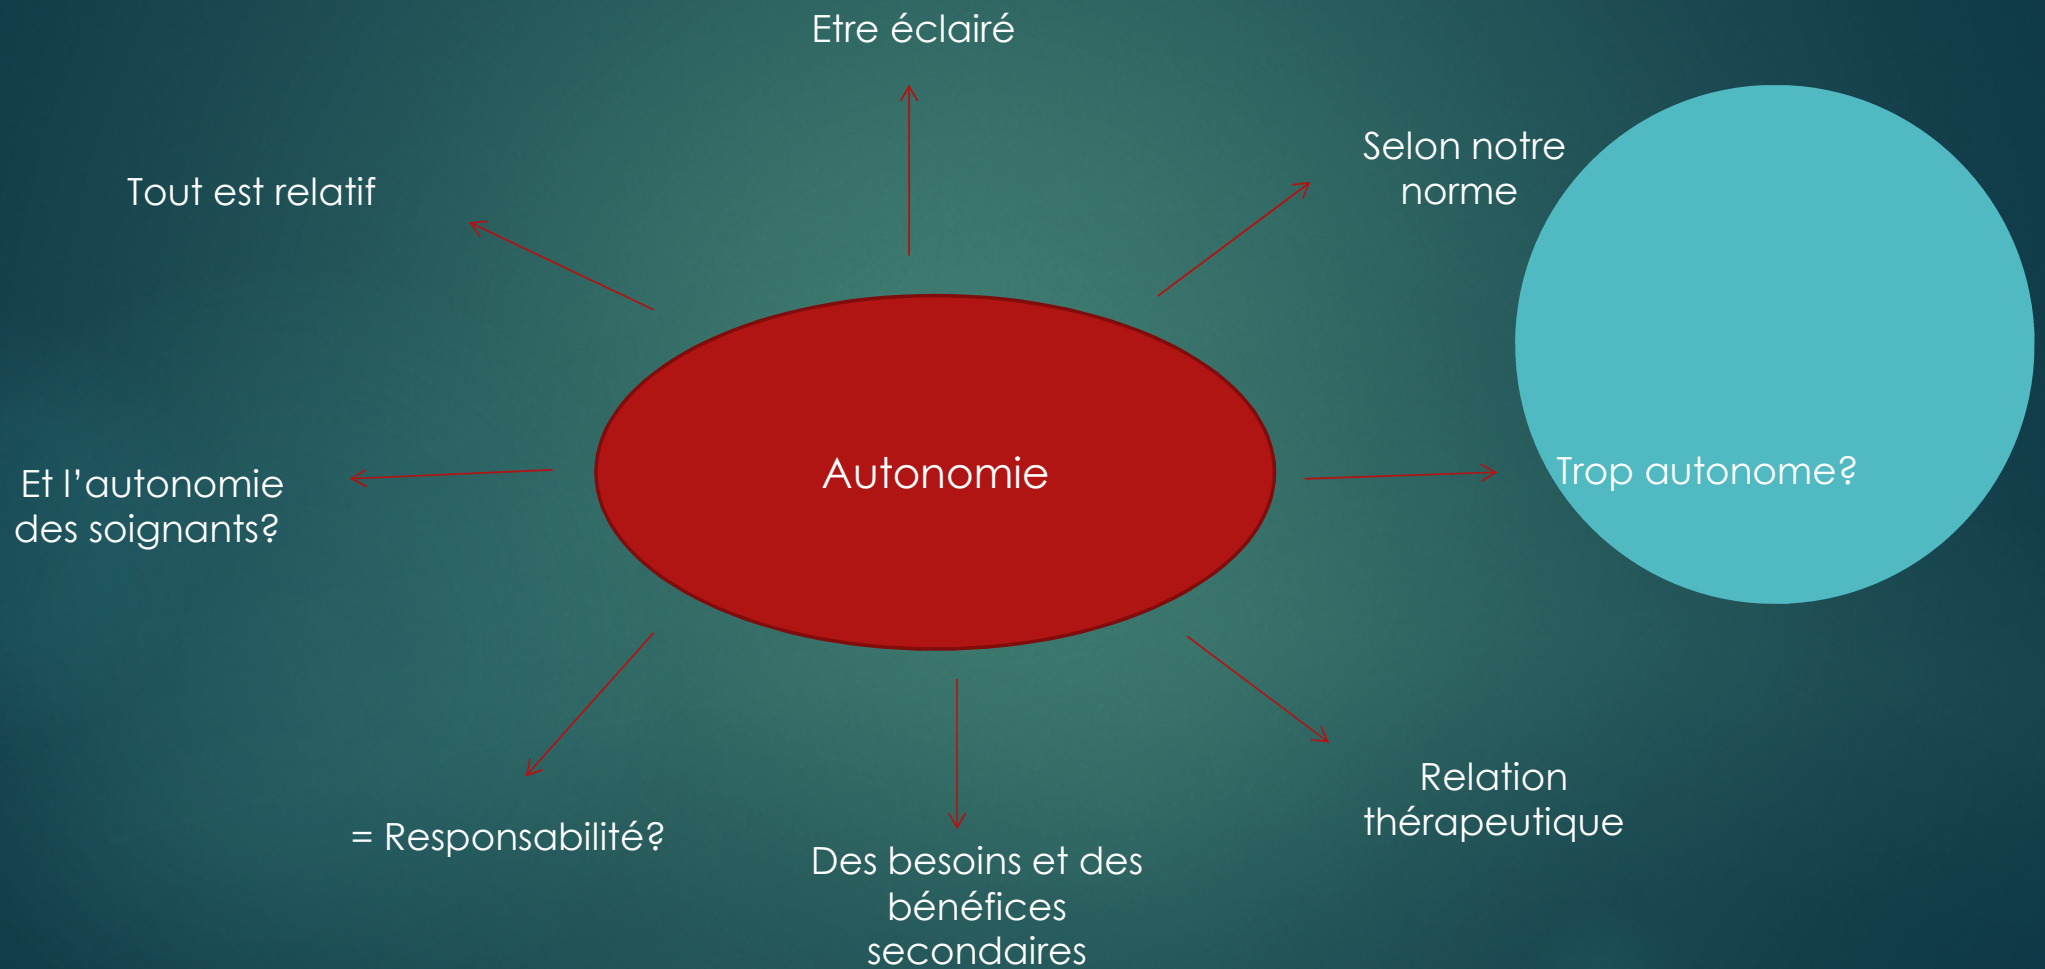 Etre éclairé
Selon notre
norme
Tout est relatif
Autonomie
Trop autonome?
Et l’autonomie
des soignants?
Relation
thérapeutique
= Responsabilité?
Des besoins et des
bénéfices
secondaires